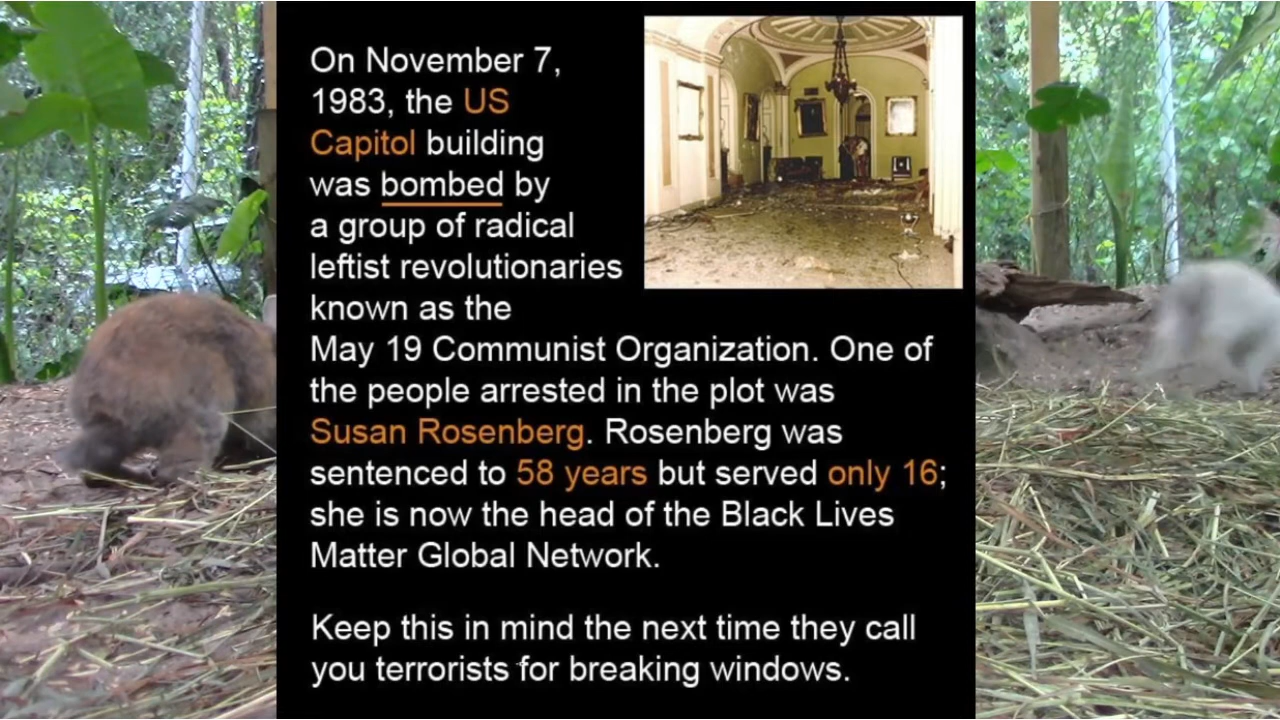 On November 7,
1983, the US
Capitol building
was bombed by
a group of radical
leftist revolutionaries
known as the
May 19 Communist Organization. One of
the people arrested in the plot was
Susan Rosenberg. Rosenberg was
sentenced to 58 years but served only 16;
she is now the head of the Black Lives
Matter Global Network.
Keep this in mind the next time they call
you terrorists for breaking windows.